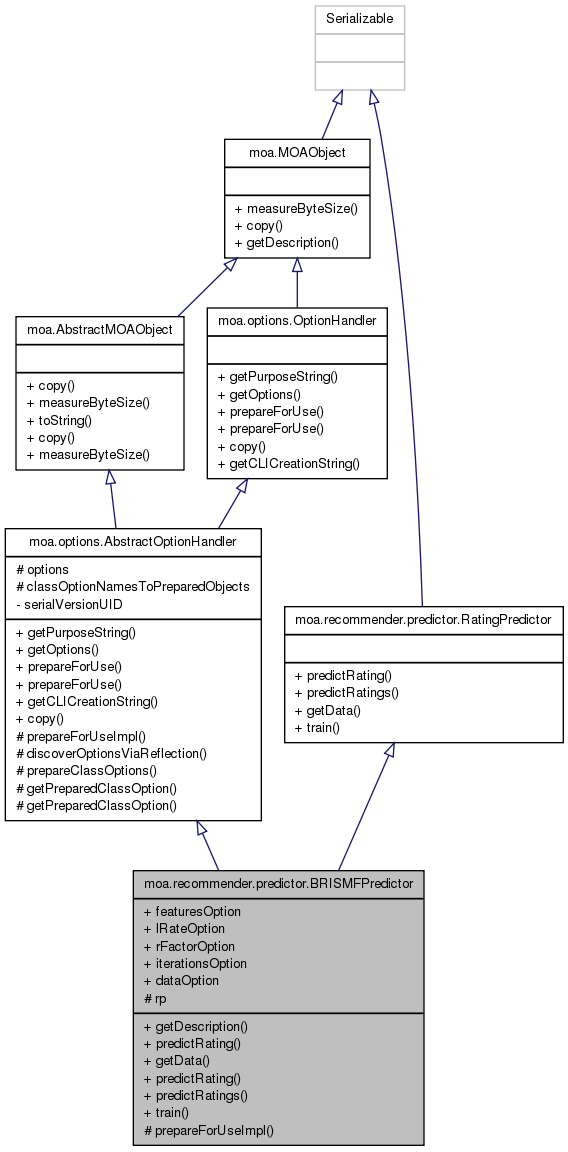 Serializable
moa.MOAObject
+ measureByteSize()
+ copy()
+ getDescription()
moa.AbstractMOAObject
+ copy()
+ measureByteSize()
+ toString()
+ copy()
+ measureByteSize()
moa.options.OptionHandler
+ getPurposeString()
+ getOptions()
+ prepareForUse()
+ prepareForUse()
+ copy()
+ getCLICreationString()
moa.options.AbstractOptionHandler
# options
# classOptionNamesToPreparedObjects
- serialVersionUID
+ getPurposeString()
+ getOptions()
+ prepareForUse()
+ prepareForUse()
+ getCLICreationString()
+ copy()
# prepareForUseImpl()
# discoverOptionsViaReflection()
# prepareClassOptions()
# getPreparedClassOption()
# getPreparedClassOption()
moa.recommender.predictor.RatingPredictor
+ predictRating()
+ predictRatings()
+ getData()
+ train()
moa.recommender.predictor.BRISMFPredictor
+ featuresOption
+ lRateOption
+ rFactorOption
+ iterationsOption
+ dataOption
# rp
+ getDescription()
+ predictRating()
+ getData()
+ predictRating()
+ predictRatings()
+ train()
# prepareForUseImpl()